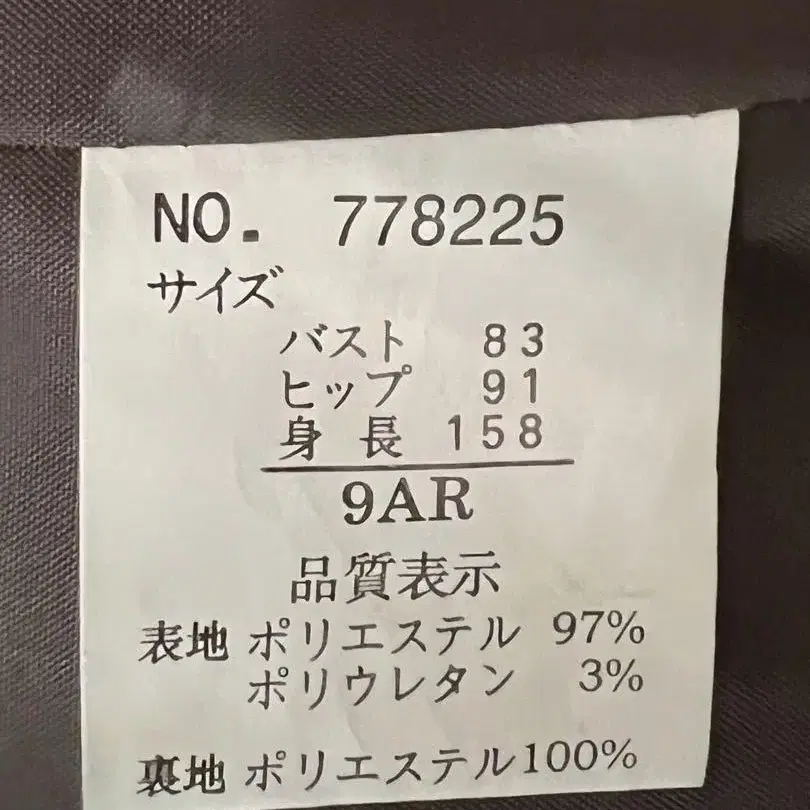 NO. 778225
サイズ
バスト 83
ヒップ 91
身長 158
9AR
品質表示
表地 ポリエステル 97%
ポリウレタン 3%
裏地 ポリエステル100%